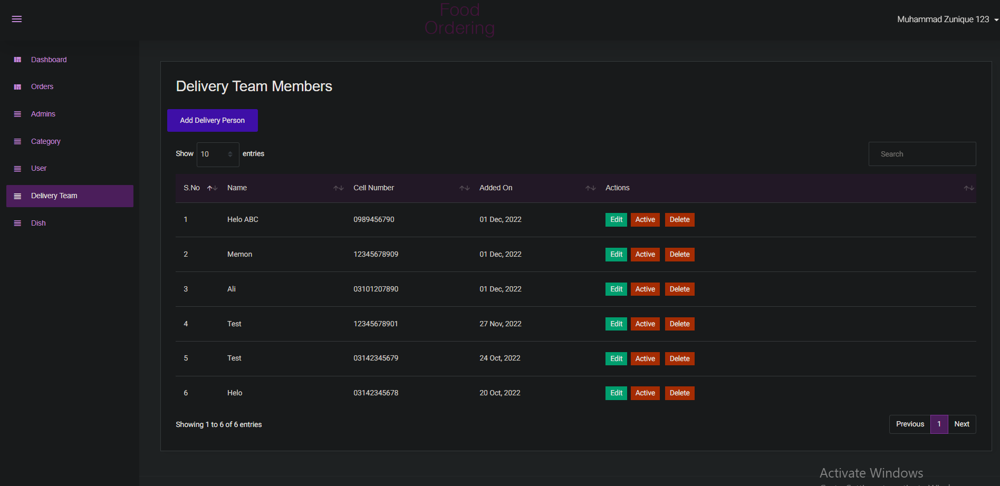 Food
Ordering
Muhammad Zunique 123
Dashboard
Orders
Admins
Category
User
Delivery Team
Dish
Delivery Team Members
Add Delivery Person
Show 10 entries
Search
S.No Name Cell Number Added On Actions
1 Helo ABC 0989456790 01 Dec, 2022 Edit Active Delete
2 Memon 12345678909 01 Dec, 2022 Edit Active Delete
3 Ali 03101207890 01 Dec, 2022 Edit Active Delete
4 Test 12345678901 27 Nov, 2022 Edit Active Delete
5 Test 03142345679 24 Oct, 2022 Edit Active Delete
6 Helo 03142345678 20 Oct, 2022 Edit Active Delete
Showing 1 to 6 of 6 entries
Previous 1 Next
Activate Windows